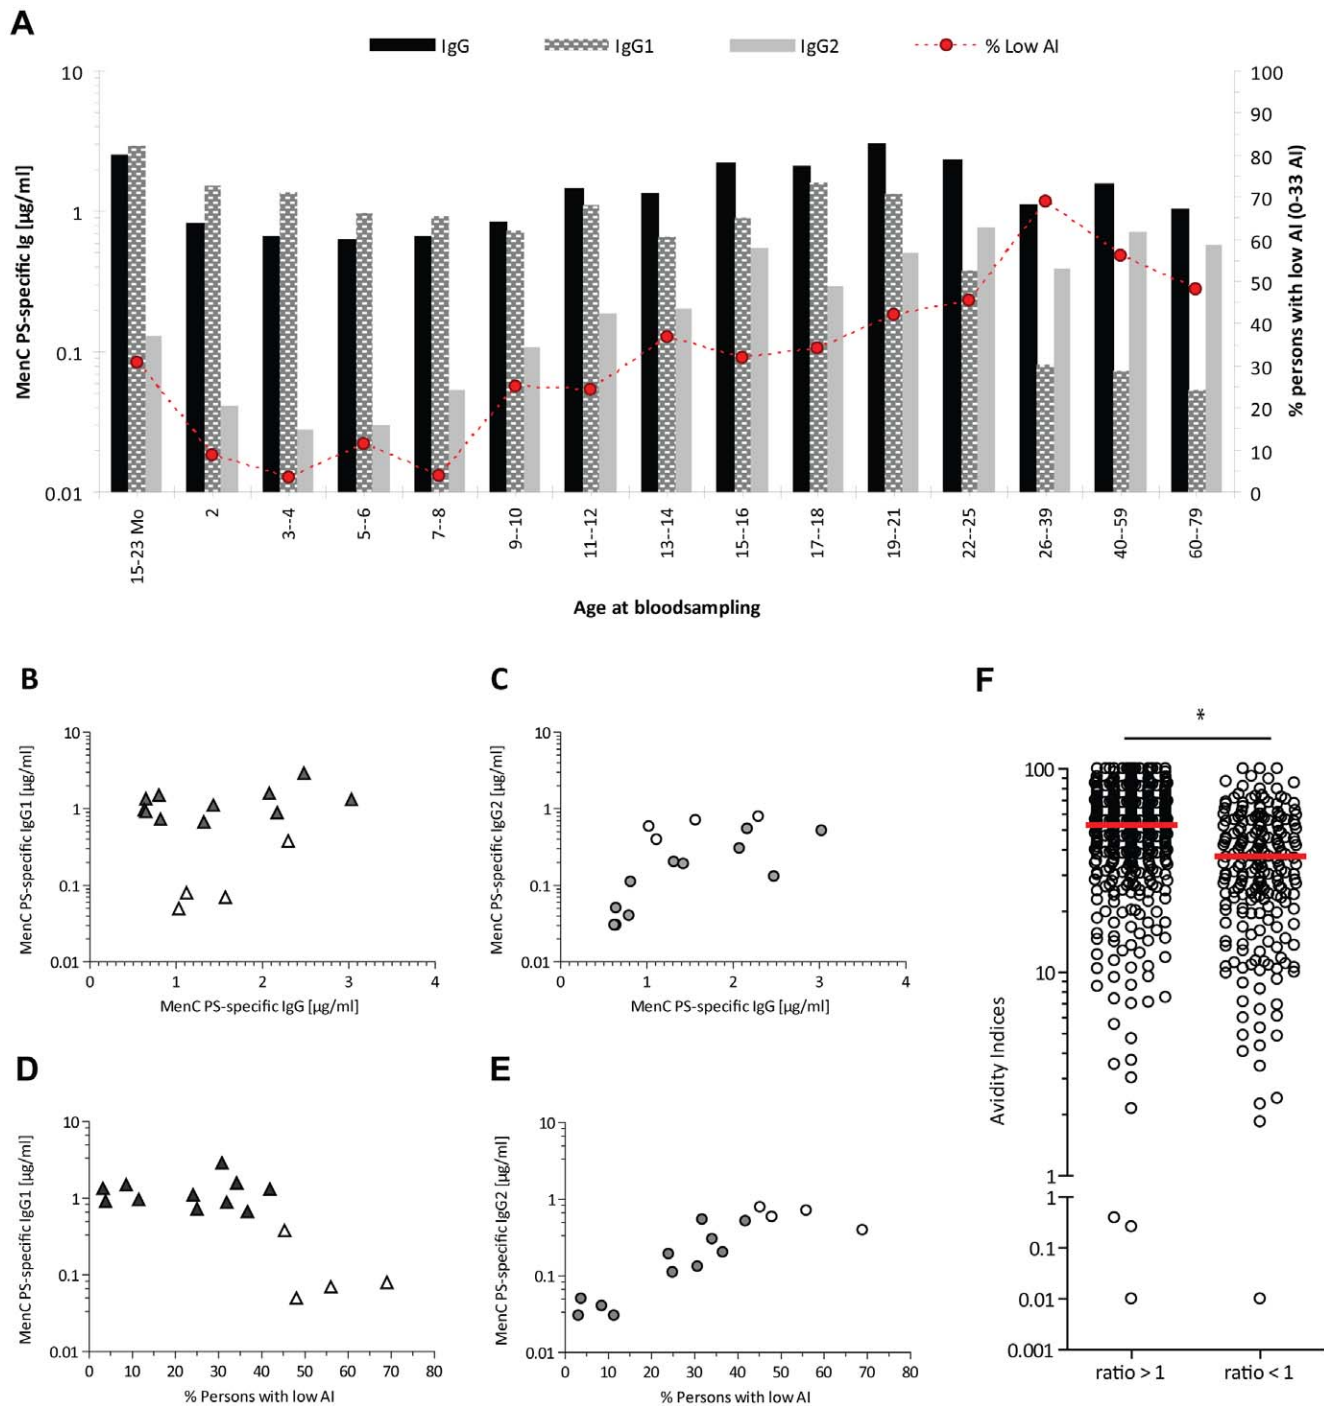 A
IgG IgG1 IgG2 % Low AI
10
1
0.1
0.01
MenC PS-specific Ig [µg/ml]
100
90
80
70
60
50
40
30
20
10
0
% persons with low AI (0-33 AI)
15-23 Mo
2
3--4
5--6
7--8
9--10
11--12
13--14
15--16
17--18
19--21
22--25
26--39
40--59
60--79
Age at bloodsampling
B
MenC PS-specific IgG1 [µg/ml]
10
1
0.1
0.01
0 1 2 3 4
MenC PS-specific IgG [µg/ml]
C
MenC PS-specific IgG2 [µg/ml]
10
1
0.1
0.01
0 1 2 3 4
MenC PS-specific IgG [µg/ml]
D
MenC PS-specific IgG1 [µg/ml]
10
1
0.1
0.01
0 10 20 30 40 50 60 70 80
% Persons with low AI
E
MenC PS-specific IgG2 [µg/ml]
10
1
0.1
0.01
0 10 20 30 40 50 60 70 80
% Persons with low AI
F
*
Avidity Indices
100
10
1
1
0.1
0.01
0.001
ratio > 1 ratio < 1